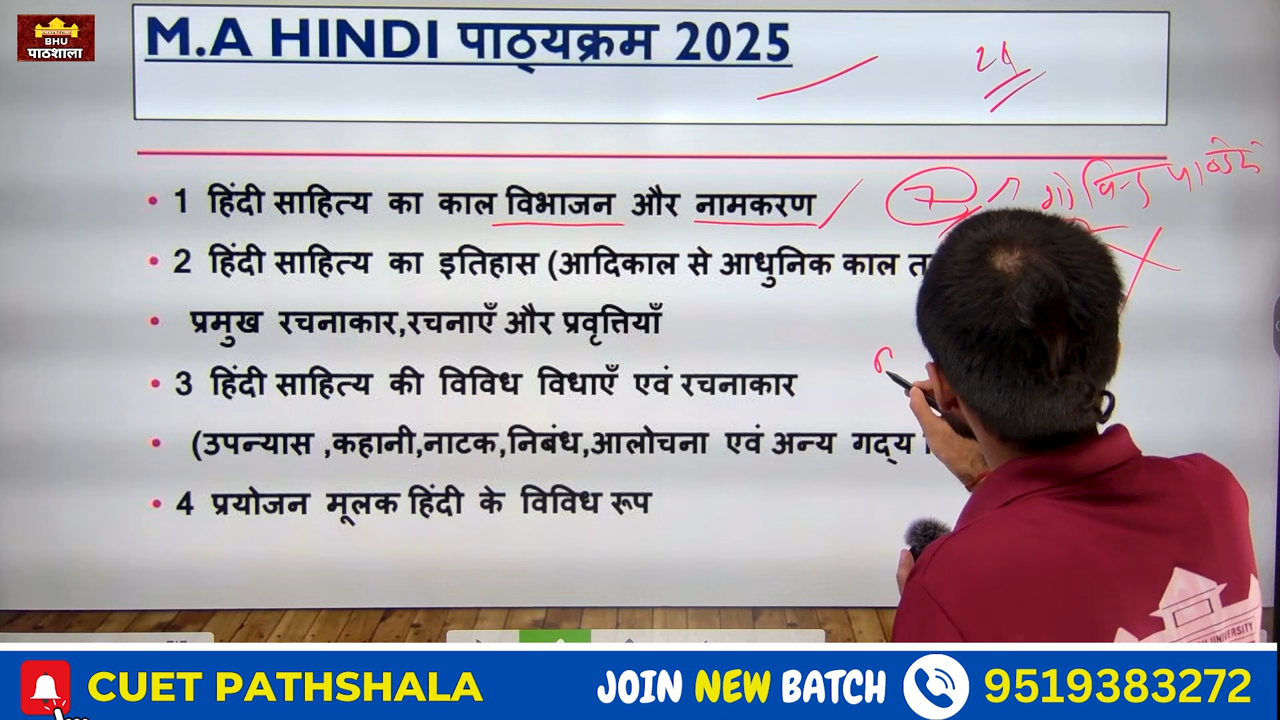 BHU
पाठशाला
M.A HINDI पाठ्यक्रम 2025
24
गोविन्द पाण्डेय
• 1 हिंदी साहित्य का काल विभाजन और नामकरण
• 2 हिंदी साहित्य का इतिहास (आदिकाल से आधुनिक काल
• प्रमुख रचनाकार,रचनाएँ और प्रवृत्तियाँ
• 3 हिंदी साहित्य की विविध विधाएँ एवं रचनाकार
• (उपन्यास ,कहानी,नाटक,निबंध,आलोचना एवं अन्य गद्य
• 4 प्रयोजन मूलक हिंदी के विविध रूप
UNIVERSITY
CUET PATHSHALA JOIN NEW BATCH 9519383272